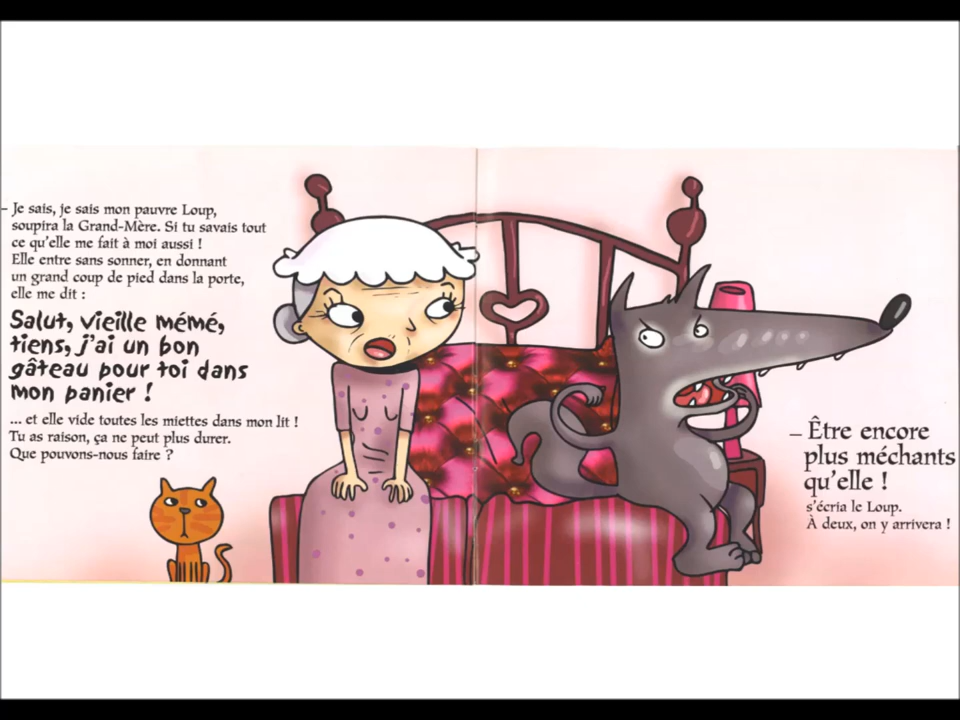 – Je sais, je sais mon pauvre Loup,
soupira la Grand-Mère. Si tu savais tout
ce qu'elle me fait à moi aussi !
Elle entre sans sonner, en donnant
un grand coup de pied dans la porte,
elle me dit :
Salut, vieille mémé,
tiens, j'ai un bon
gâteau pour toi dans
mon panier !
... et elle vide toutes les miettes dans mon lit !
Tu as raison, ça ne peut plus durer.
Que pouvons-nous faire ?
– Être encore
plus méchants
qu'elle !
s'écria le Loup.
À deux, on y arrivera !